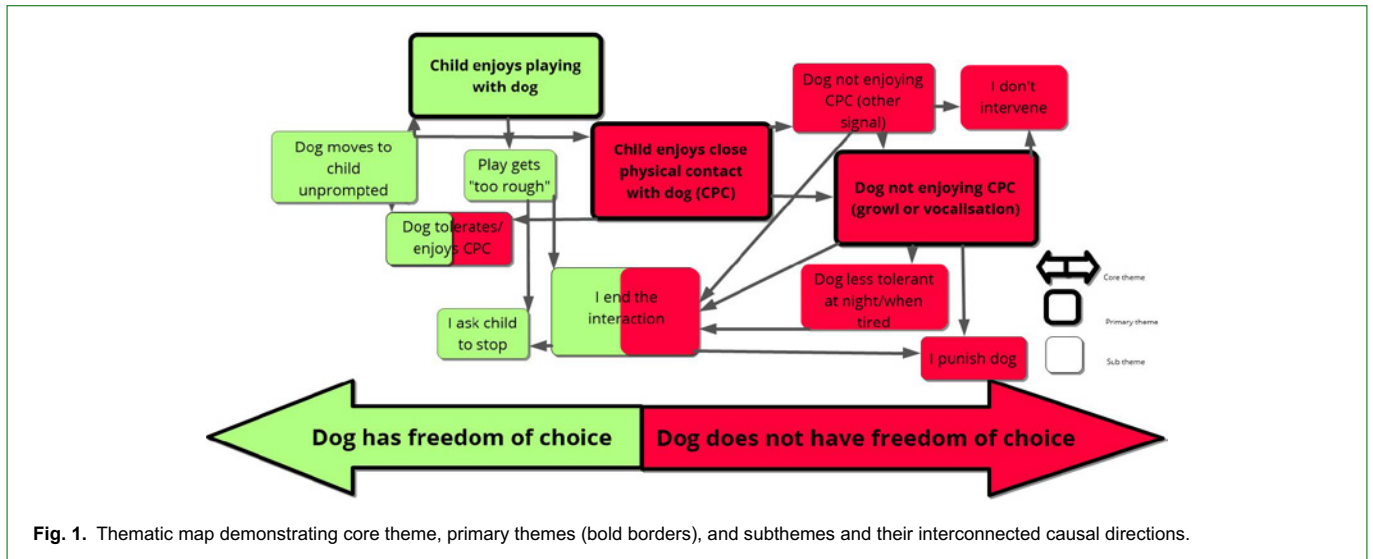 Child enjoys playing
with dog
Dog not enjoying
CPC (other
signal)
I don't
intervene
Dog moves to
child
unprompted
Play gets
"too rough"
Child enjoys close
physical contact
with dog (CPC)
Dog not enjoying CPC
(growl or vocalisation)
Dog tolerates/
enjoys CPC
I end the
interaction
Dog less tolerant
at night/when
tired
I ask child
to stop
I punish dog
Core theme
Primary theme
Sub theme
Dog has freedom of choice
Dog does not have freedom of choice
Fig. 1. Thematic map demonstrating core theme, primary themes (bold borders), and subthemes and their interconnected causal directions.